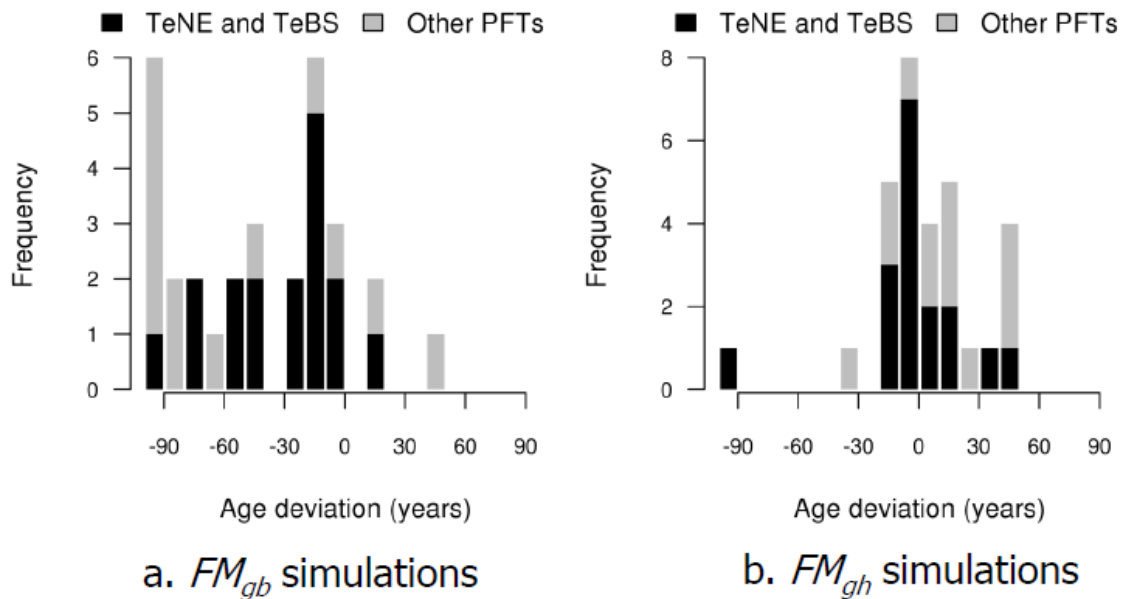 TeNE and TeBS Other PFTs
6
5
4
3
2
1
0
Frequency
-90 -60 -30 0 30 60 90
Age deviation (years)
a. FMgb simulations
TeNE and TeBS Other PFTs
8
6
4
2
0
Frequency
-90 -60 -30 0 30 60 90
Age deviation (years)
b. FMgh simulations